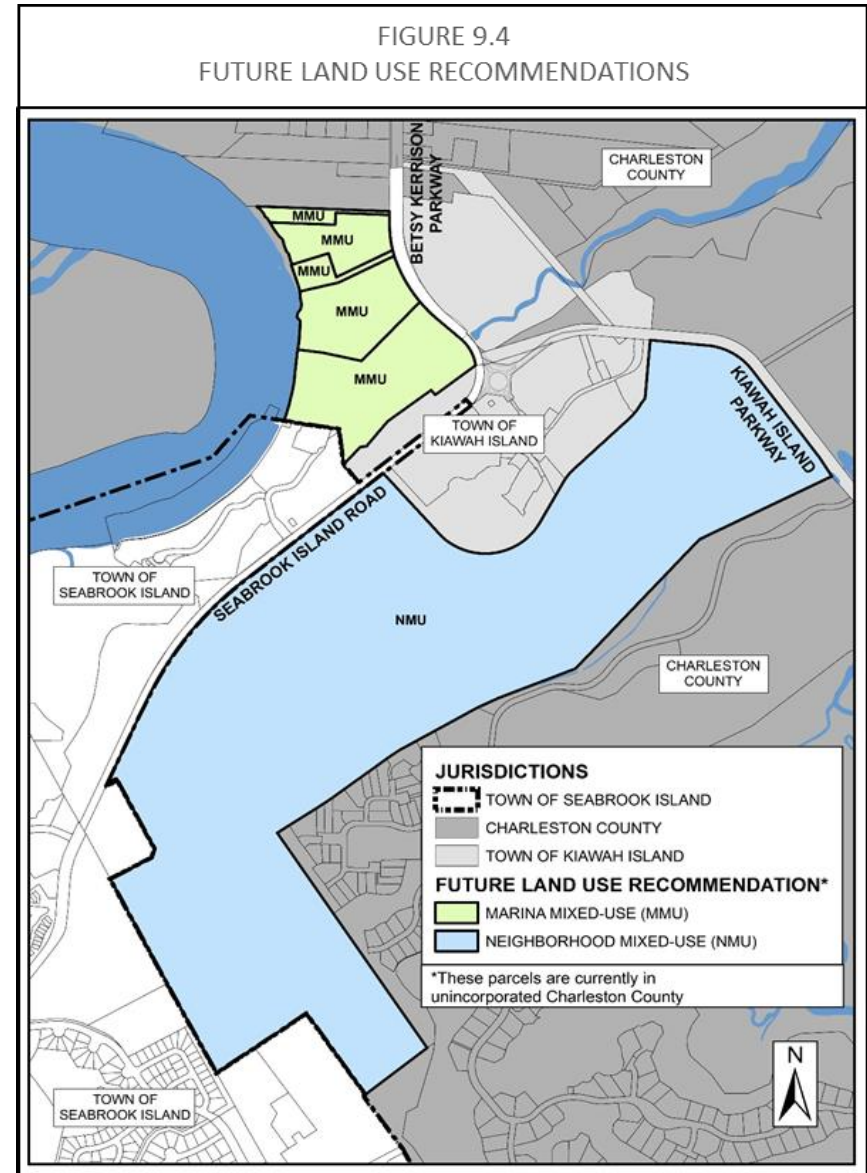 FIGURE 9.4
FUTURE LAND USE RECOMMENDATIONS
CHARLESTON
COUNTY
BETSY KERRISON
PARKWAY
MMU
MMU
MMU
MMU
MMU
KIAWAH ISLAND
PARKWAY
TOWN OF
KIAWAH ISLAND
SEABROOK ISLAND ROAD
TOWN OF
SEABROOK ISLAND
NMU
CHARLESTON
COUNTY
JURISDICTIONS
TOWN OF SEABROOK ISLAND
CHARLESTON COUNTY
TOWN OF KIAWAH ISLAND
FUTURE LAND USE RECOMMENDATION*
MARINA MIXED-USE (MMU)
NEIGHBORHOOD MIXED-USE (NMU)
*These parcels are currently in
unincorporated Charleston County
N
TOWN OF
SEABROOK ISLAND